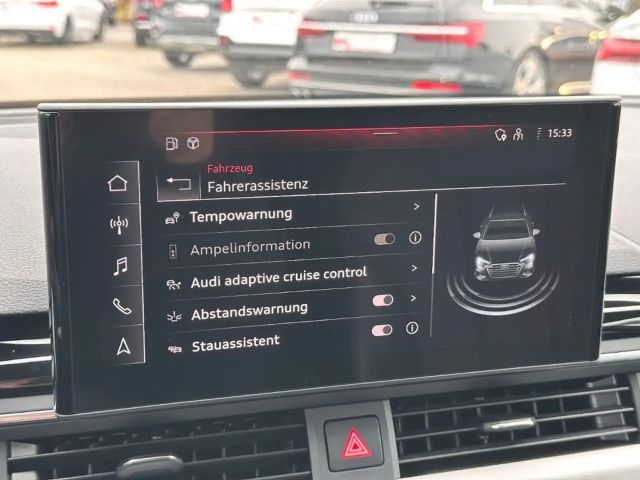 15:33
Fahrzeug
Fahrerassistenz
Tempowarnung
Ampelinformation
Audi adaptive cruise control
Abstandswarnung
Stauassistent